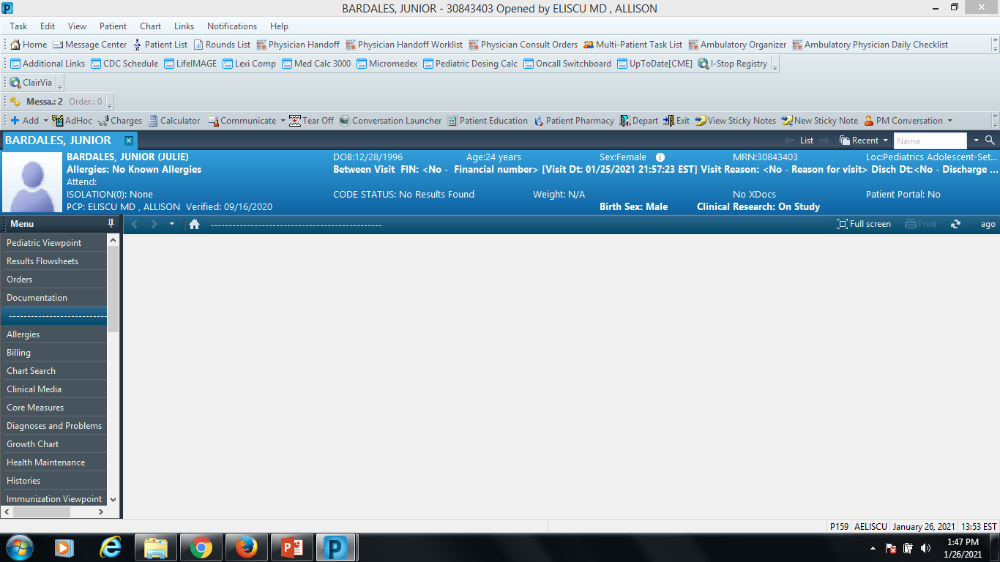 BARDALES, JUNIOR - 30843403 Opened by ELISCU MD , ALLISON
Task Edit View Patient Chart Links Notifications Help
Home Message Center Patient List Rounds List Physician Handoff Physician Handoff Worklist Physician Consult Orders Multi-Patient Task List Ambulatory Organizer Ambulatory Physician Daily Checklist
Additional Links CDC Schedule LifeIMAGE Lexi Comp Med Calc 3000 Micromedex Pediatric Dosing Calc Oncall Switchboard UpToDate[CME] I-Stop Registry
ClairVia
Messa.: 2 Order.: 0
Add AdHoc Charges Calculator Communicate Tear Off Conversation Launcher Patient Education Patient Pharmacy Depart Exit View Sticky Notes New Sticky Note PM Conversation
BARDALES, JUNIOR List Recent Name
BARDALES, JUNIOR (JULIE) DOB:12/28/1996 Age:24 years Sex:Female MRN:30843403 Loc:Pediatrics Adolescent-Set...
Allergies: No Known Allergies Between Visit FIN: <No - Financial number> [Visit Dt: 01/25/2021 21:57:23 EST] Visit Reason: <No - Reason for visit> Disch Dt:<No - Discharge ...
Attend:
ISOLATION(0): None CODE STATUS: No Results Found Weight: N/A No XDocs Patient Portal: No
PCP: ELISCU MD , ALLISON Verified: 09/16/2020 Birth Sex: Male Clinical Research: On Study
Menu ------------------------------------------------ Full screen Print ago
Pediatric Viewpoint
Results Flowsheets
Orders
Documentation
---------------------------
Allergies
Billing
Chart Search
Clinical Media
Core Measures
Diagnoses and Problems
Growth Chart
Health Maintenance
Histories
Immunization Viewpoint
P159 AELISCU January 26, 2021 13:53 EST
1:47 PM
1/26/2021